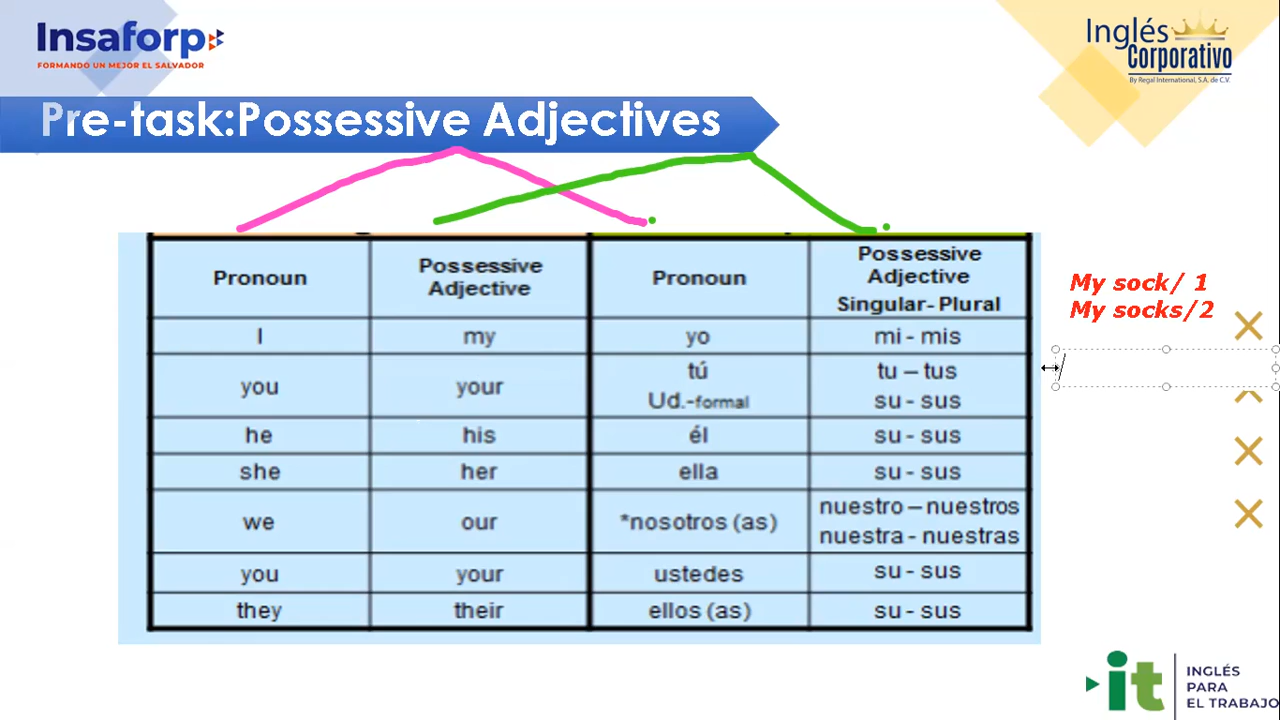 Insaforp
FORMANDO UN MEJOR EL SALVADOR
Inglés
Corporativo
By Regal International, S.A. de C.V.
Pre-task:Possessive Adjectives
Pronoun
Possessive
Adjective
Pronoun
Possessive
Adjective
Singular- Plural
I
my
yo
mi - mis
you
your
tú
Ud.-formal
tu – tus
su - sus
he
his
él
su - sus
she
her
ella
su - sus
we
our
*nosotros (as)
nuestro – nuestros
nuestra - nuestras
you
your
ustedes
su - sus
they
their
ellos (as)
su - sus
My sock/ 1
My socks/2
it
INGLÉS
PARA
EL TRABAJO